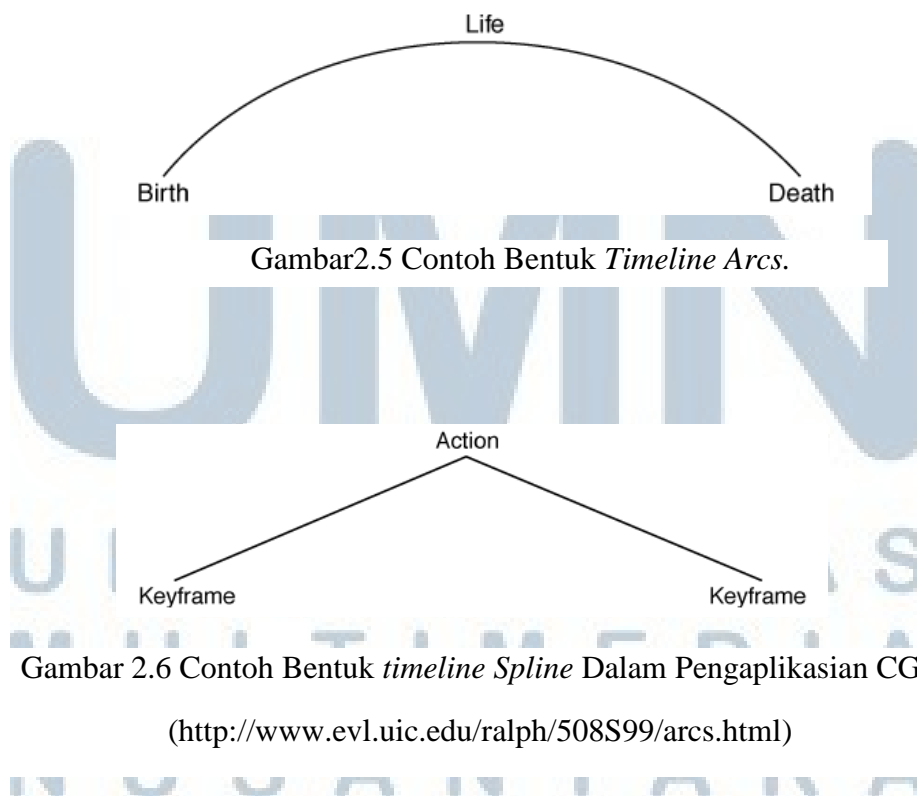 Life
Birth Death
Gambar2.5 Contoh Bentuk Timeline Arcs.
UMN
Action
Keyframe Keyframe
Gambar 2.6 Contoh Bentuk timeline Spline Dalam Pengaplikasian CG
(http://www.evl.uic.edu/ralph/508S99/arcs.html)